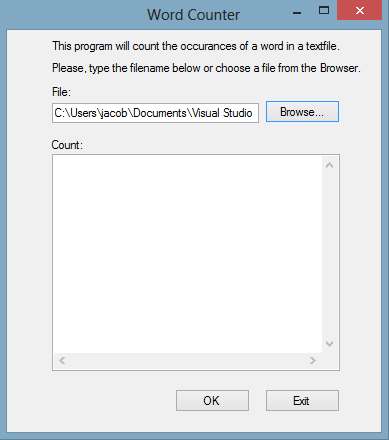 Word Counter
This program will count the occurances of a word in a textfile.
Please, type the filename below or choose a file from the Browser.
File:
C:\Users\jacob\Documents\Visual Studio
Browse...
Count:
OK
Exit